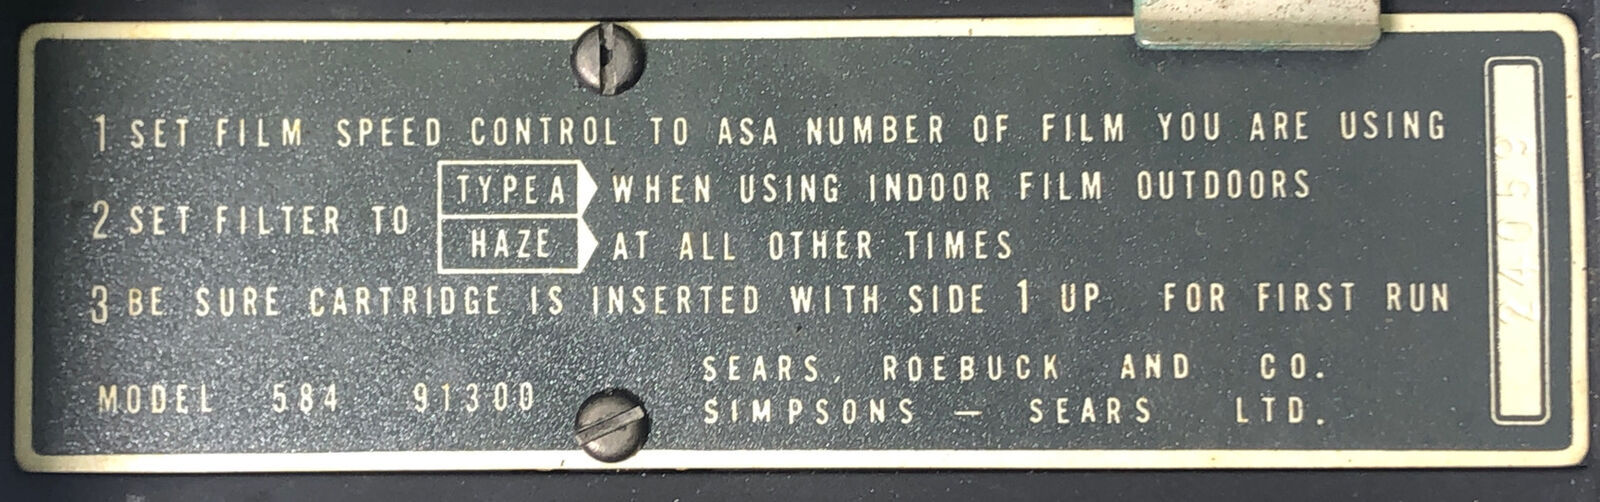 1 SET FILM SPEED CONTROL TO ASA NUMBER OF FILM YOU ARE USING
2 SET FILTER TO
TYPE A WHEN USING INDOOR FILM OUTDOORS
HAZE AT ALL OTHER TIMES
3 BE SURE CARTRIDGE IS INSERTED WITH SIDE 1 UP FOR FIRST RUN
MODEL 584 91300
SEARS, ROEBUCK AND CO.
SIMPSONS — SEARS LTD.